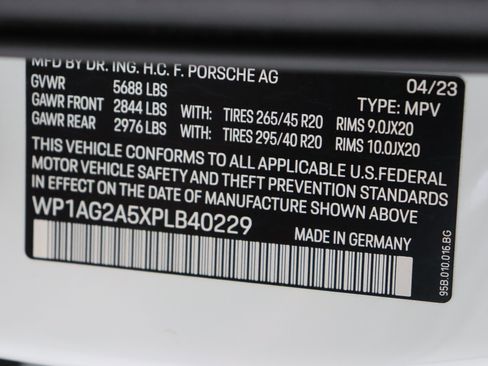 MFD BY DR. ING. H.C. F. PORSCHE AG
04/23
GVWR 5688 LBS TYPE: MPV
GAWR FRONT 2844 LBS WITH: TIRES 265/45 R20 RIMS 9.0JX20
GAWR REAR 2976 LBS WITH: TIRES 295/40 R20 RIMS 10.0JX20
THIS VEHICLE CONFORMS TO ALL APPLICABLE U.S.FEDERAL
MOTOR VEHICLE SAFETY AND THEFT PREVENTION STANDARDS
IN EFFECT ON THE DATE OF MANUFACTURE SHOWN ABOVE
WP1AG2A5XPLB40229 MADE IN GERMANY
95B.010.016.BG